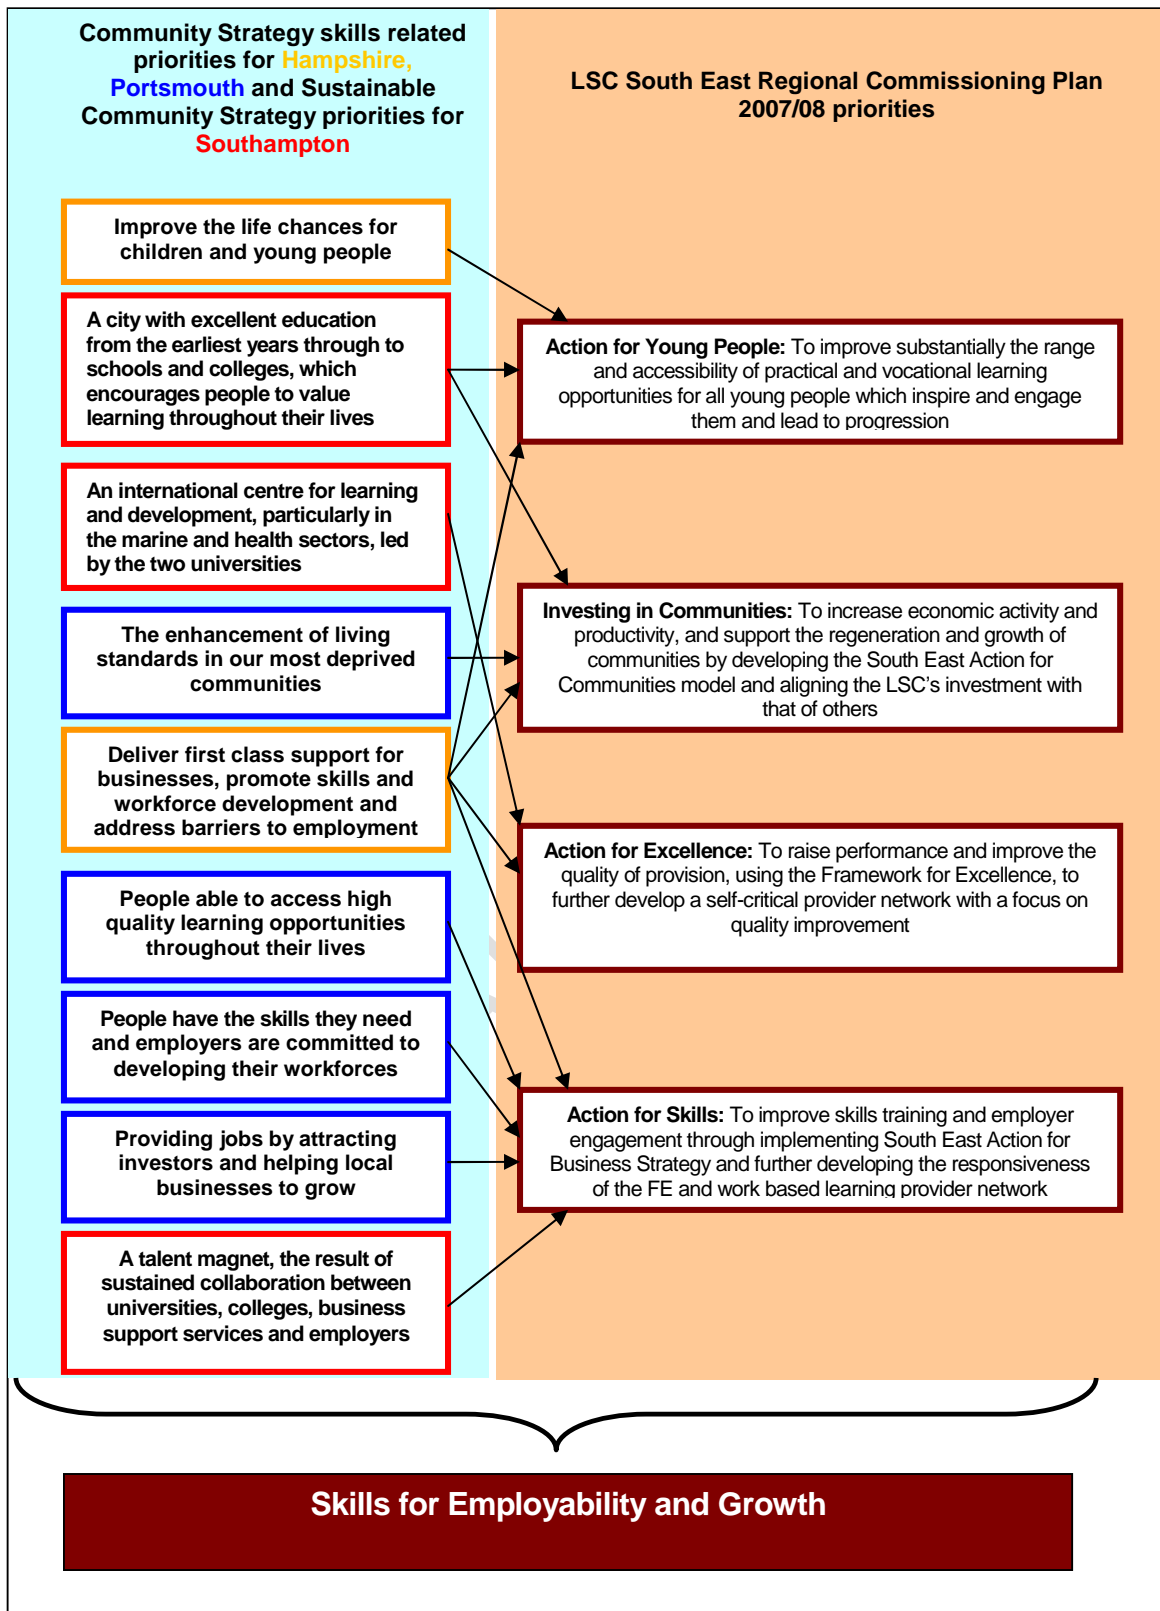 Community Strategy skills related
priorities for Hampshire,
Portsmouth and Sustainable
Community Strategy priorities for
Southampton
LSC South East Regional Commissioning Plan
2007/08 priorities
Improve the life chances for
children and young people
A city with excellent education
from the earliest years through to
schools and colleges, which
encourages people to value
learning throughout their lives
An international centre for learning
and development, particularly in
the marine and health sectors, led
by the two universities
The enhancement of living
standards in our most deprived
communities
Deliver first class support for
businesses, promote skills and
workforce development and
address barriers to employment
People able to access high
quality learning opportunities
throughout their lives
People have the skills they need
and employers are committed to
developing their workforces
Providing jobs by attracting
investors and helping local
businesses to grow
A talent magnet, the result of
sustained collaboration between
universities, colleges, business
support services and employers
Action for Young People: To improve substantially the range
and accessibility of practical and vocational learning
opportunities for all young people which inspire and engage
them and lead to progression
Investing in Communities: To increase economic activity and
productivity, and support the regeneration and growth of
communities by developing the South East Action for
Communities model and aligning the LSC's investment with
that of others
Action for Excellence: To raise performance and improve the
quality of provision, using the Framework for Excellence, to
further develop a self-critical provider network with a focus on
quality improvement
Action for Skills: To improve skills training and employer
engagement through implementing South East Action for
Business Strategy and further developing the responsiveness
of the FE and work based learning provider network
Skills for Employability and Growth